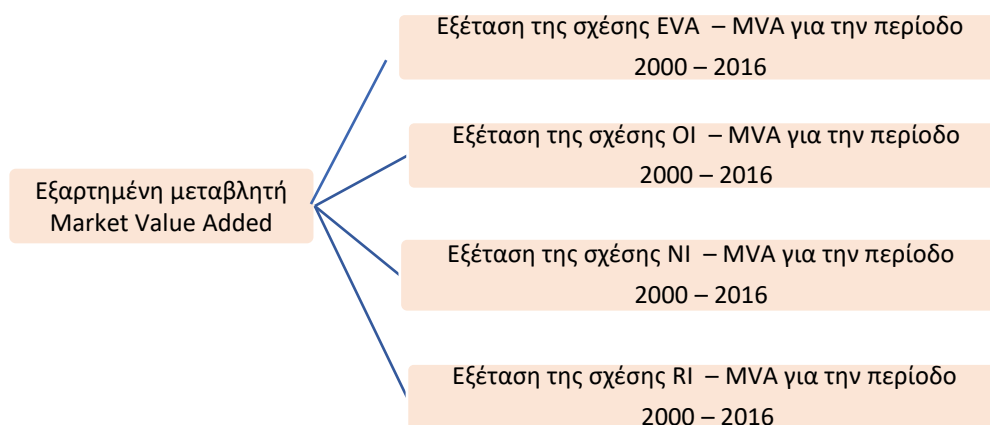 Εξέταση της σχέσης EVA – MVA για την περίοδο
2000 – 2016
Εξέταση της σχέσης OI – MVA για την περίοδο
2000 – 2016
Εξαρτημένη μεταβλητή
Market Value Added
Εξέταση της σχέσης NI – MVA για την περίοδο
2000 – 2016
Εξέταση της σχέσης RI – MVA για την περίοδο
2000 – 2016